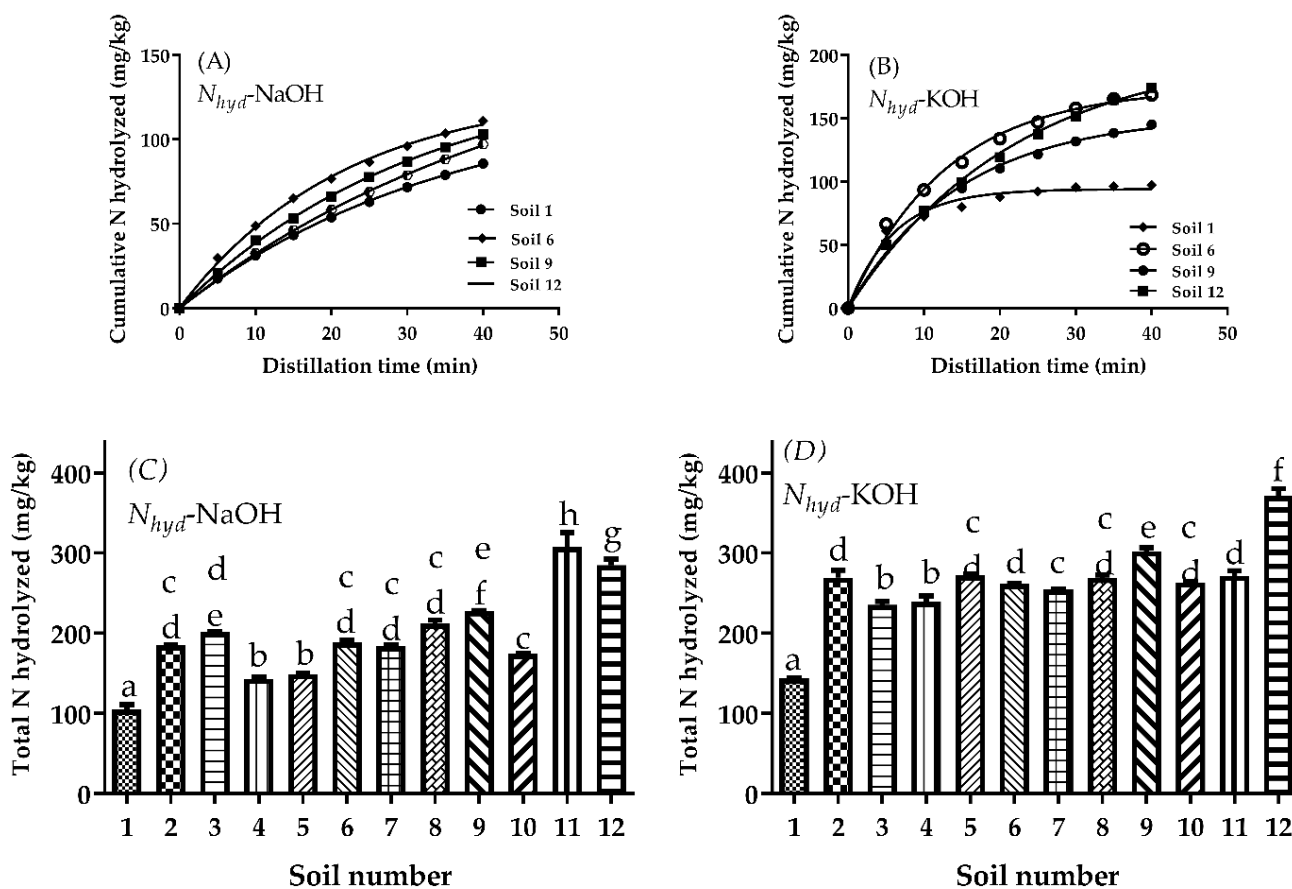 (A)
N_hyd-NaOH
Cumulative N hydrolyzed (mg/kg)
150
100
50
0
0 10 20 30 40 50
Distillation time (min)
Soil 1
Soil 6
Soil 9
Soil 12
(B)
N_hyd-KOH
Cumulative N hydrolyzed (mg/kg)
200
150
100
50
0
0 10 20 30 40 50
Distillation time (min)
Soil 1
Soil 6
Soil 9
Soil 12
(C)
N_hyd-NaOH
Total N hydrolyzed (mg/kg)
400
300
200
100
0
a
c
d
d
e
b
b
c
d
c
d
c
d
e
f
c
h
g
1 2 3 4 5 6 7 8 9 10 11 12
Soil number
(D)
N_hyd-KOH
Total N hydrolyzed (mg/kg)
400
300
200
100
0
a
d
b
b
c
d
d
c
c
d
e
c
d
d
f
1 2 3 4 5 6 7 8 9 10 11 12
Soil number